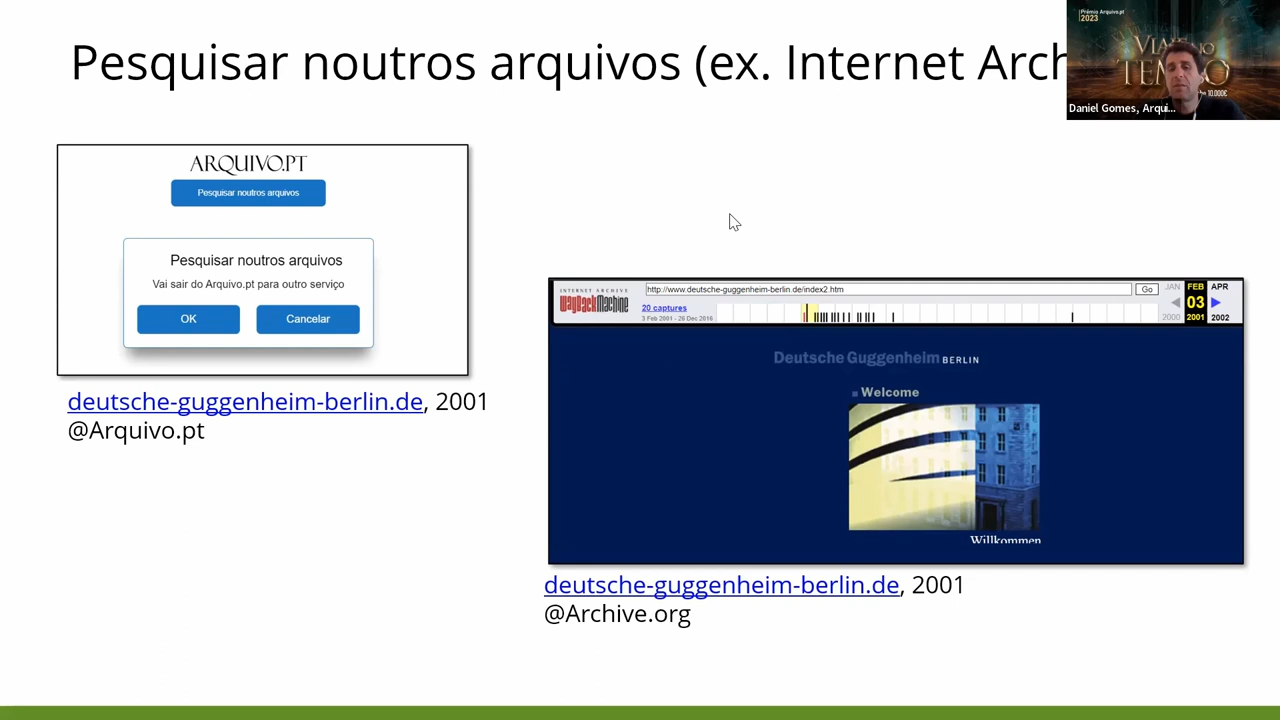 Pesquisar noutros arquivos (ex. Internet Arch
Prémio Arquivo.pt
2023
TEMPO
10.000€
Daniel Gomes, Arqui...
ARQUIVO.PT
Pesquisar noutros arquivos
Pesquisar noutros arquivos
Vai sair do Arquivo.pt para outro serviço
OK
Cancelar
deutsche-guggenheim-berlin.de, 2001
@Arquivo.pt
INTERNET ARCHIVE
WayBackMachine
http://www.deutsche-guggenheim-berlin.de/index2.htm
Go
20 captures
3 Feb 2001 - 26 Dec 2016
JAN
FEB
APR
03
2000
2001
2002
Deutsche Guggenheim BERLIN
Welcome
Willkommen
deutsche-guggenheim-berlin.de, 2001
@Archive.org